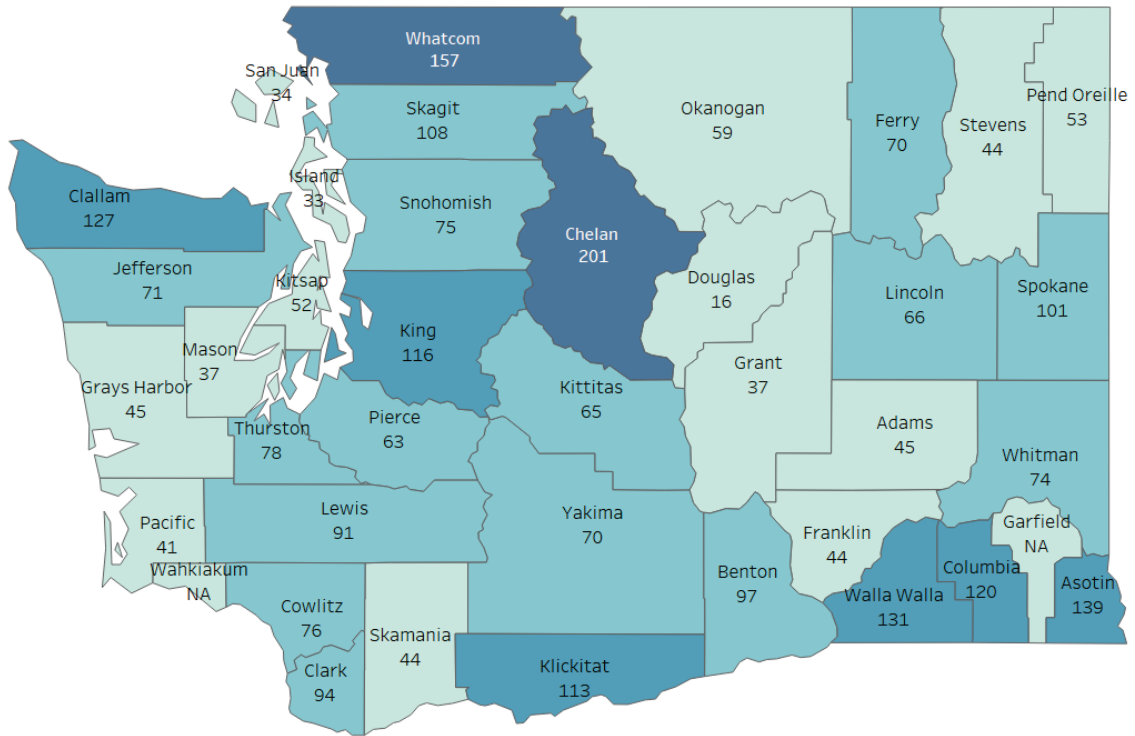 Whatcom
157
San Juan
34
Skagit
108
Okanogan
59
Ferry
70
Stevens
44
Pend Oreille
53
Island
33
Clallam
127
Snohomish
75
Chelan
201
Jefferson
71
Kitsap
52
Douglas
16
Lincoln
66
Spokane
101
King
116
Mason
37
Grant
37
Grays Harbor
45
Kittitas
65
Pierce
63
Thurston
78
Adams
45
Whitman
74
Lewis
91
Yakima
70
Pacific
41
Franklin
44
Garfield
NA
Wahkiakum
NA
Benton
97
Columbia
120
Asotin
139
Walla Walla
131
Cowlitz
76
Skamania
44
Klickitat
113
Clark
94